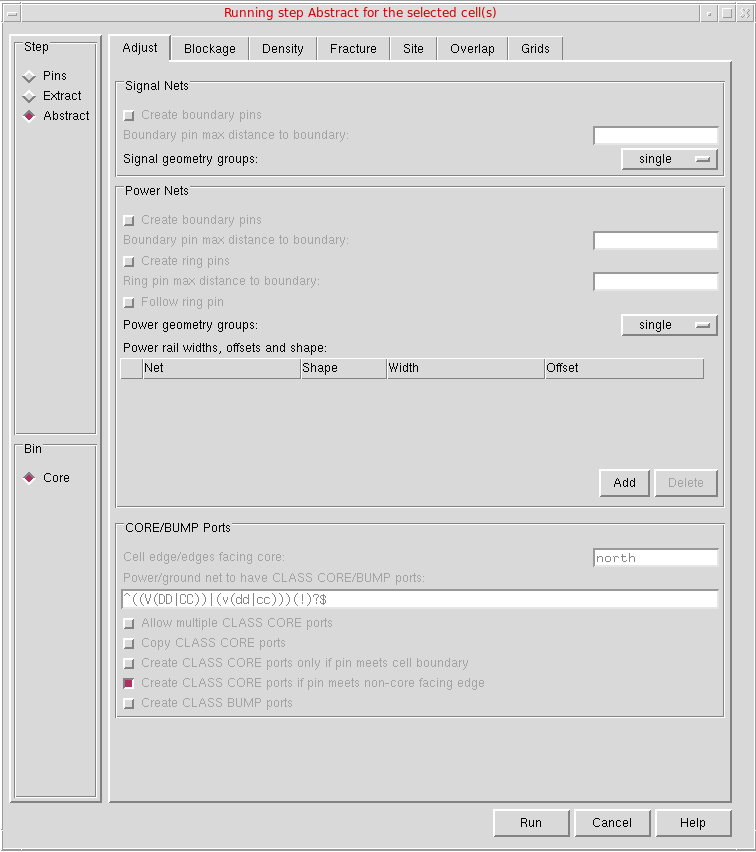 Running step Abstract for the selected cell(s)
Step
Pins
Extract
Abstract
Bin
Core
Adjust Blockage Density Fracture Site Overlap Grids
Signal Nets
Create boundary pins
Boundary pin max distance to boundary:
Signal geometry groups: single
Power Nets
Create boundary pins
Boundary pin max distance to boundary:
Create ring pins
Ring pin max distance to boundary:
Follow ring pin
Power geometry groups: single
Power rail widths, offsets and shape:
Net Shape Width Offset
Add Delete
CORE/BUMP Ports
Cell edge/edges facing core: north
Power/ground net to have CLASS CORE/BUMP ports:
^((V(DD|CC))|(v(dd|cc)))(!)?$
Allow multiple CLASS CORE ports
Copy CLASS CORE ports
Create CLASS CORE ports only if pin meets cell boundary
Create CLASS CORE ports if pin meets non-core facing edge
Create CLASS BUMP ports
Run Cancel Help